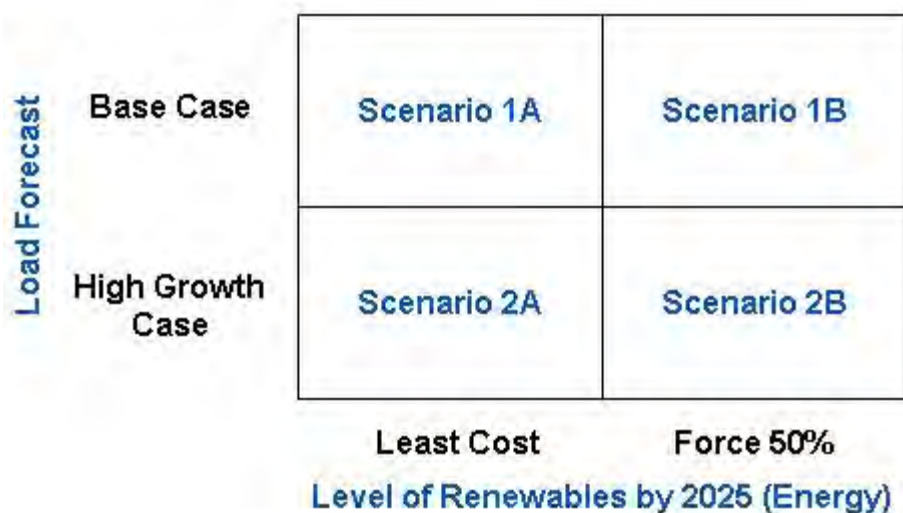 Load Forecast
Base Case
Scenario 1A
Scenario 1B
High Growth
Case
Scenario 2A
Scenario 2B
Least Cost
Force 50%
Level of Renewables by 2025 (Energy)